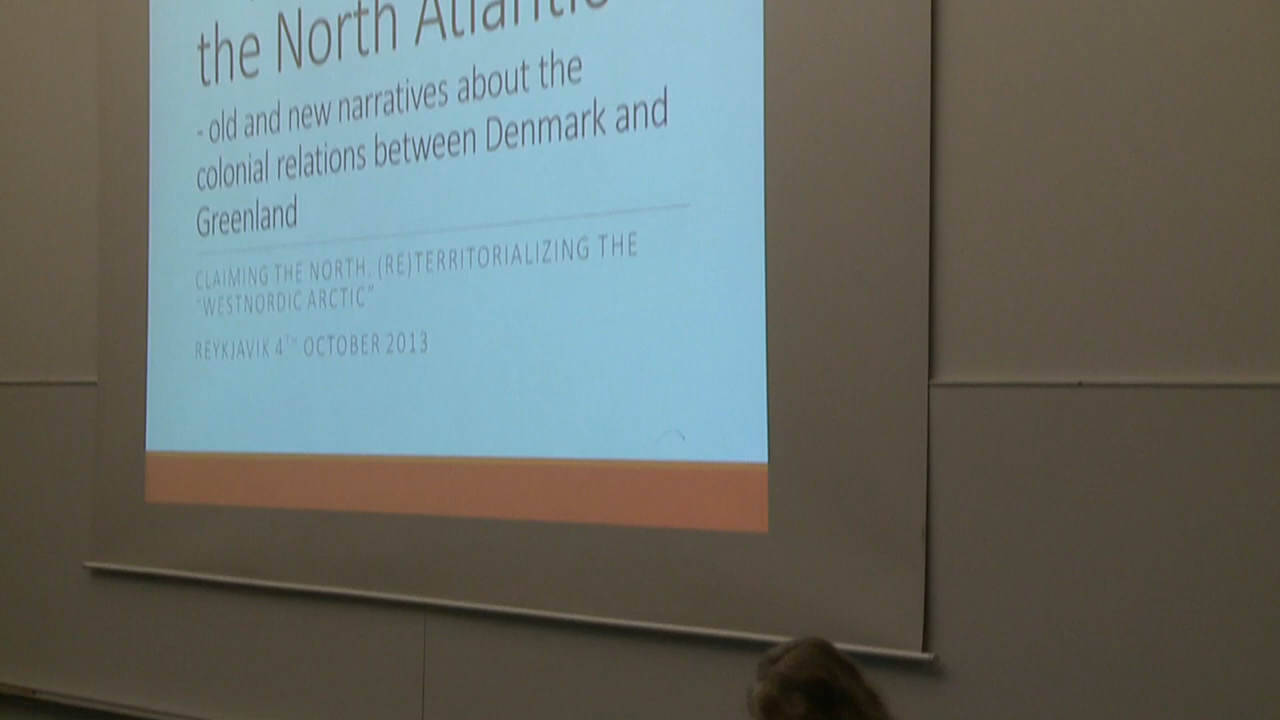 the North Atlantic
- old and new narratives about the
colonial relations between Denmark and
Greenland
CLAIMING THE NORTH. (RE)TERRITORIALIZING THE
"WESTNORDIC ARCTIC"
REYKJAVIK 4TH OCTOBER 2013